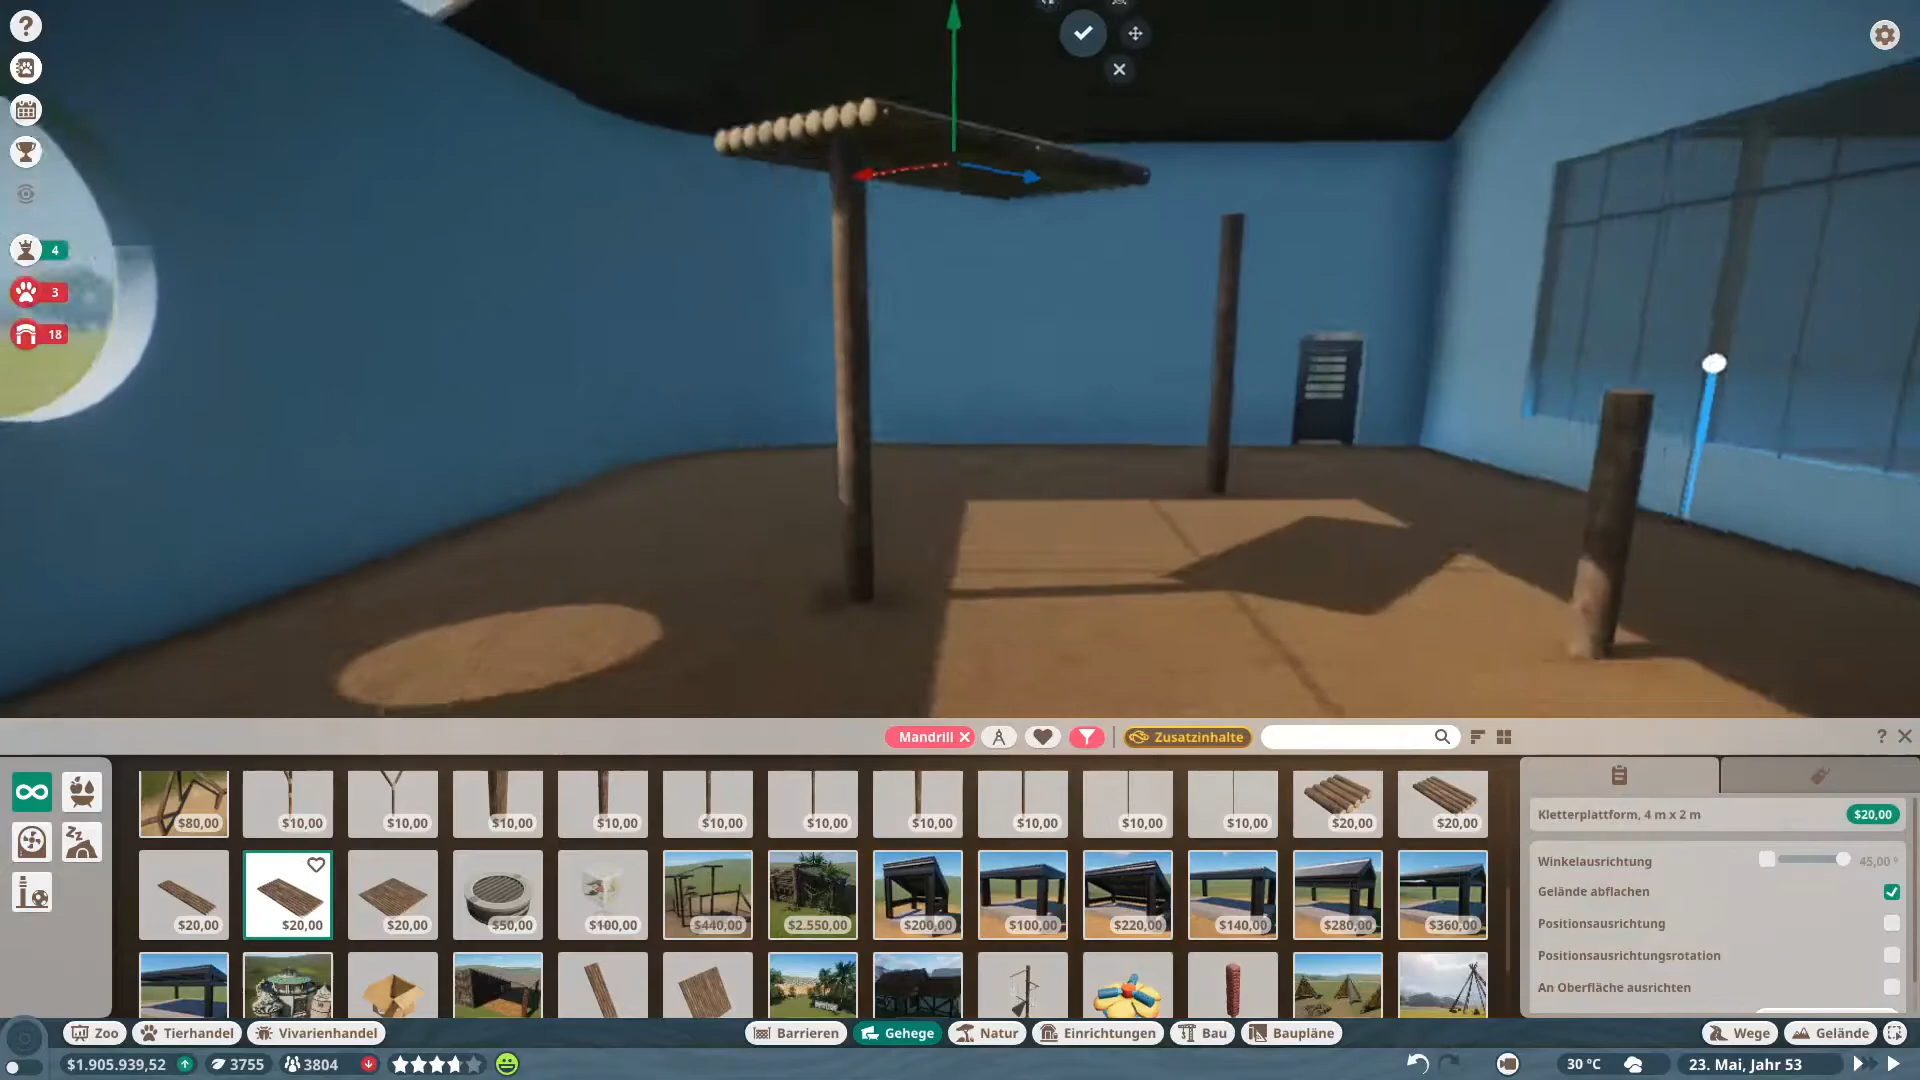 ?
4
3
18
Mandrill ✕
Zusatzinhalte
?
$80,00
$10,00
$10,00
$10,00
$10,00
$10,00
$10,00
$10,00
$10,00
$10,00
$10,00
$20,00
$20,00
$20,00
$20,00
$20,00
$50,00
$100,00
$440,00
$2.550,00
$200,00
$100,00
$220,00
$140,00
$280,00
$360,00
Kletterplattform, 4 m x 2 m
$20,00
Winkelausrichtung
45,00 °
Gelände abflachen
Positionsausrichtung
Positionsausrichtungsrotation
An Oberfläche ausrichten
Zoo
Tierhandel
Vivarienhandel
Barrieren
Gehege
Natur
Einrichtungen
Bau
Baupläne
Wege
Gelände
$1.905.939,52
3755
3804
30 °C
23. Mai, Jahr 53